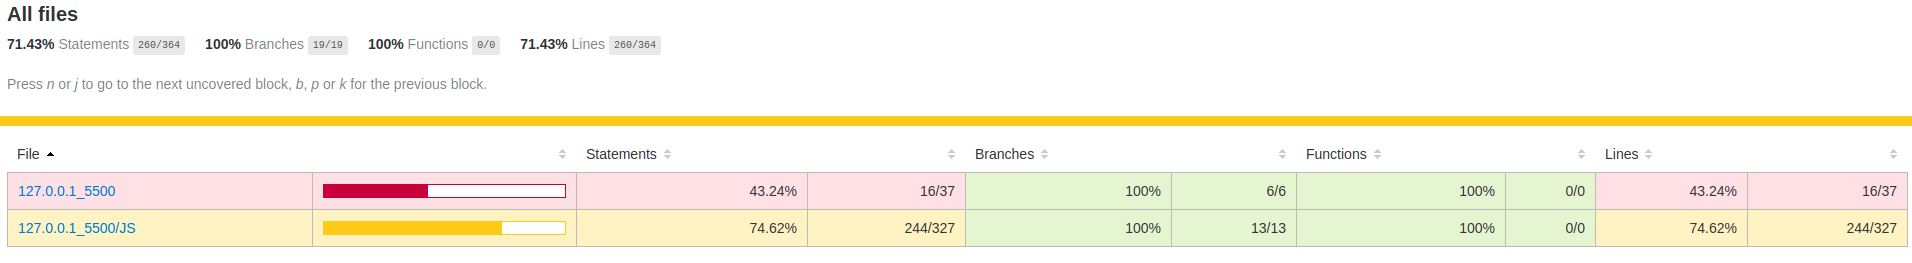 All files
71.43% Statements 260/364 100% Branches 19/19 100% Functions 0/0 71.43% Lines 260/364
Press n or j to go to the next uncovered block, b, p or k for the previous block.
File Statements Branches Functions Lines
127.0.0.1_5500 43.24% 16/37 100% 6/6 100% 0/0 43.24% 16/37
127.0.0.1_5500/JS 74.62% 244/327 100% 13/13 100% 0/0 74.62% 244/327